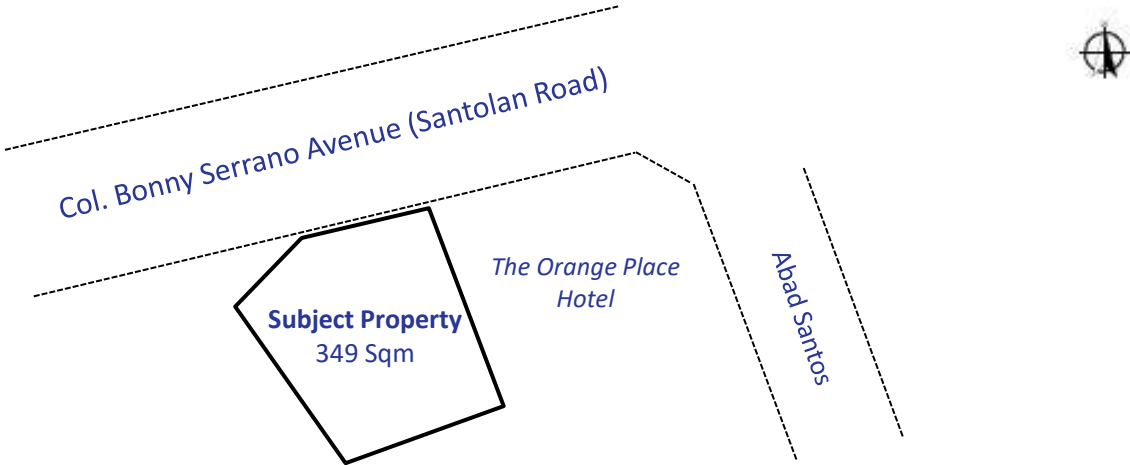 Col. Bonny Serrano Avenue (Santolan Road)
The Orange Place
Hotel
Abad Santos
Subject Property
349 Sqm